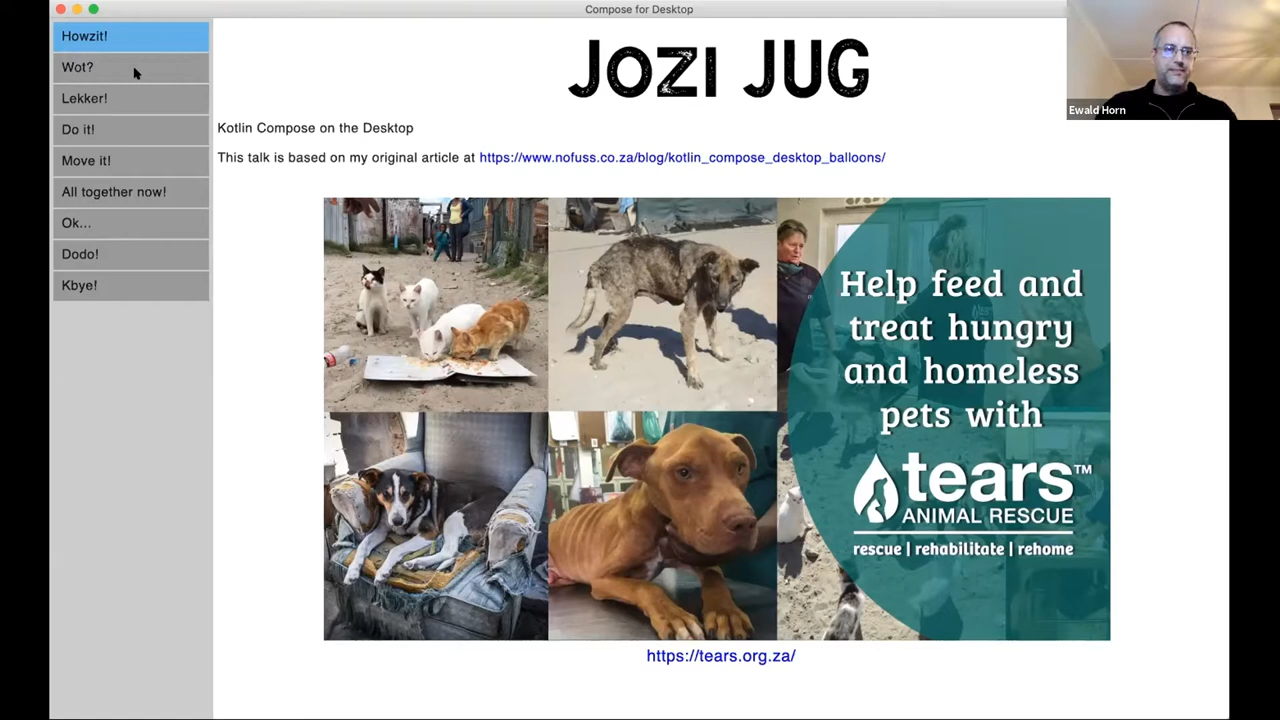 Compose for Desktop
Howzit!
Wot?
Lekker!
Do it!
Move it!
All together now!
Ok...
Dodo!
Kbye!
JOZI JUG
Kotlin Compose on the Desktop
This talk is based on my original article at https://www.nofuss.co.za/blog/kotlin_compose_desktop_balloons/
Help feed and
treat hungry
and homeless
pets with
tears™
ANIMAL RESCUE
rescue | rehabilitate | rehome
https://tears.org.za/
Ewald Horn